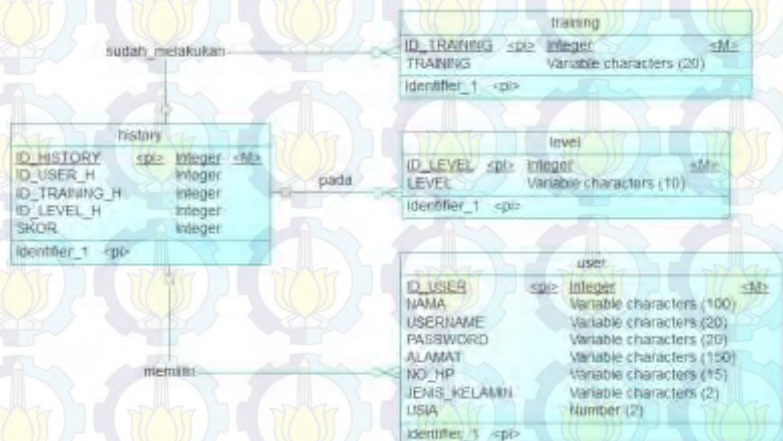 training
ID_TRAINING <pi> Integer <M>
TRAINING Variable characters (20)
Identifier_1 <pi>
sudah_melakukan
history
ID_HISTORY <pi> Integer <M>
ID_USER_H Integer
ID_TRAINING_H Integer
ID_LEVEL_H Integer
SKOR Integer
Identifier_1 <pi>
pada
level
ID_LEVEL <pi> Integer <M>
LEVEL Variable characters (10)
Identifier_1 <pi>
memiliki
user
ID_USER <pi> Integer <M>
NAMA Variable characters (100)
USERNAME Variable characters (20)
PASSWORD Variable characters (20)
ALAMAT Variable characters (150)
NO_HP Variable characters (15)
JENIS_KELAMIN Variable characters (2)
USIA Number (2)
Identifier_1 <pi>